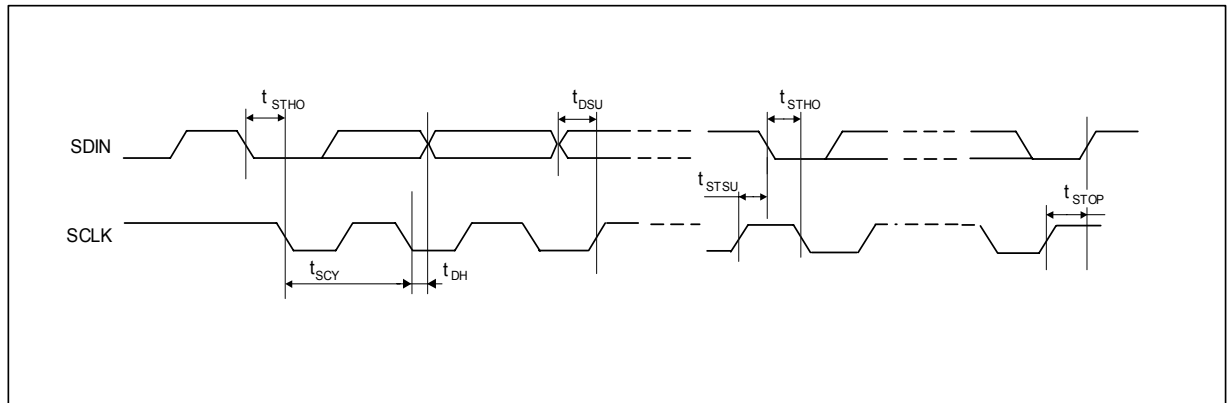 t STHO
t DSU
t STHO
SDIN
t STSU
t STOP
SCLK
t SCY
t DH